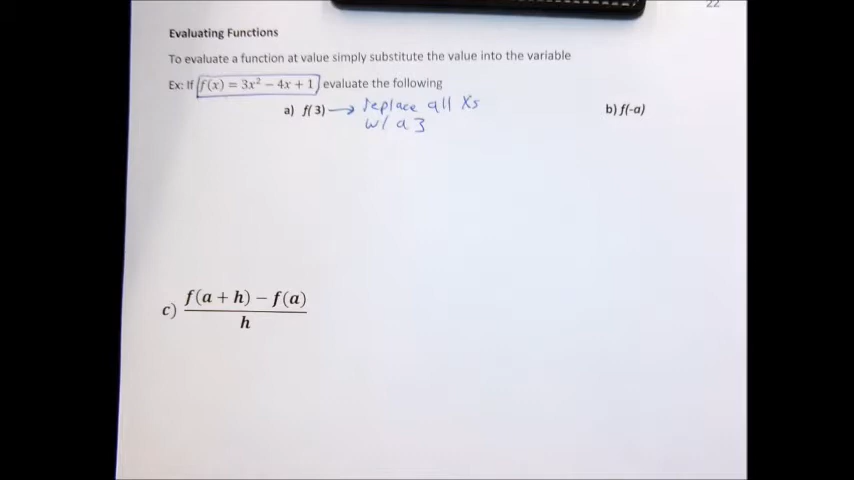 22
Evaluating Functions
To evaluate a function at value simply substitute the value into the variable
Ex: If f(x) = 3x² − 4x + 1 evaluate the following
a) f(3) → replace all Xs
w/ a 3
b) f(-a)
c) f(a + h) − f(a)
h